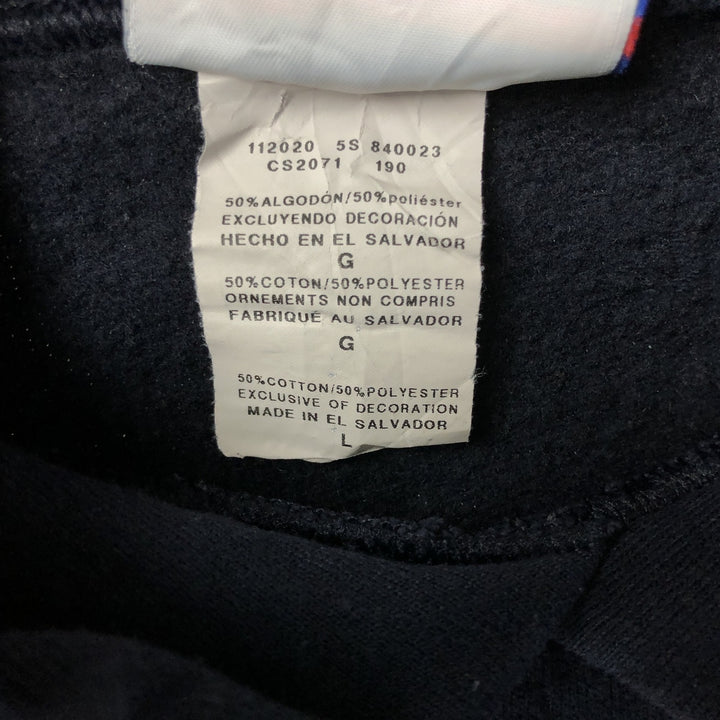 112020 5S 840023
CS2071 190
50%ALGODÓN/50%poliéster
EXCLUYENDO DECORACIÓN
HECHO EN EL SALVADOR
G
50%COTON/50%POLYESTER
ORNEMENTS NON COMPRIS
FABRIQUÉ AU SALVADOR
G
50%COTTON/50%POLYESTER
EXCLUSIVE OF DECORATION
MADE IN EL SALVADOR
L